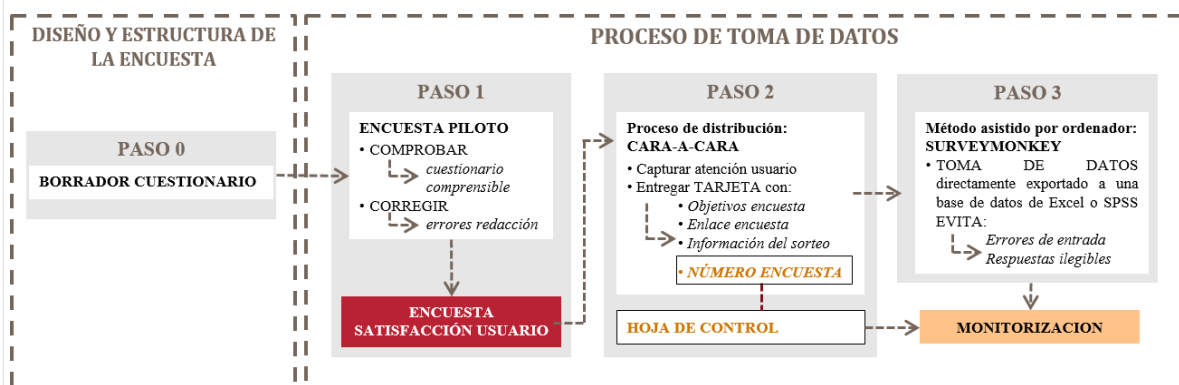 DISEÑO Y ESTRUCTURA DE
LA ENCUESTA
PASO 0
BORRADOR CUESTIONARIO
PROCESO DE TOMA DE DATOS
PASO 1
ENCUESTA PILOTO
• COMPROBAR
cuestionario
comprensible
• CORREGIR
errores redacción
ENCUESTA
SATISFACCIÓN USUARIO
PASO 2
Proceso de distribución:
CARA-A-CARA
• Capturar atención usuario
• Entregar TARJETA con:
• Objetivos encuesta
• Enlace encuesta
• Información del sorteo
• NÚMERO ENCUESTA
HOJA DE CONTROL
PASO 3
Método asistido por ordenador:
SURVEYMONKEY
• TOMA DE DATOS
directamente exportado a una
base de datos de Excel o SPSS
EVITA:
Errores de entrada
Respuestas ilegibles
MONITORIZACION